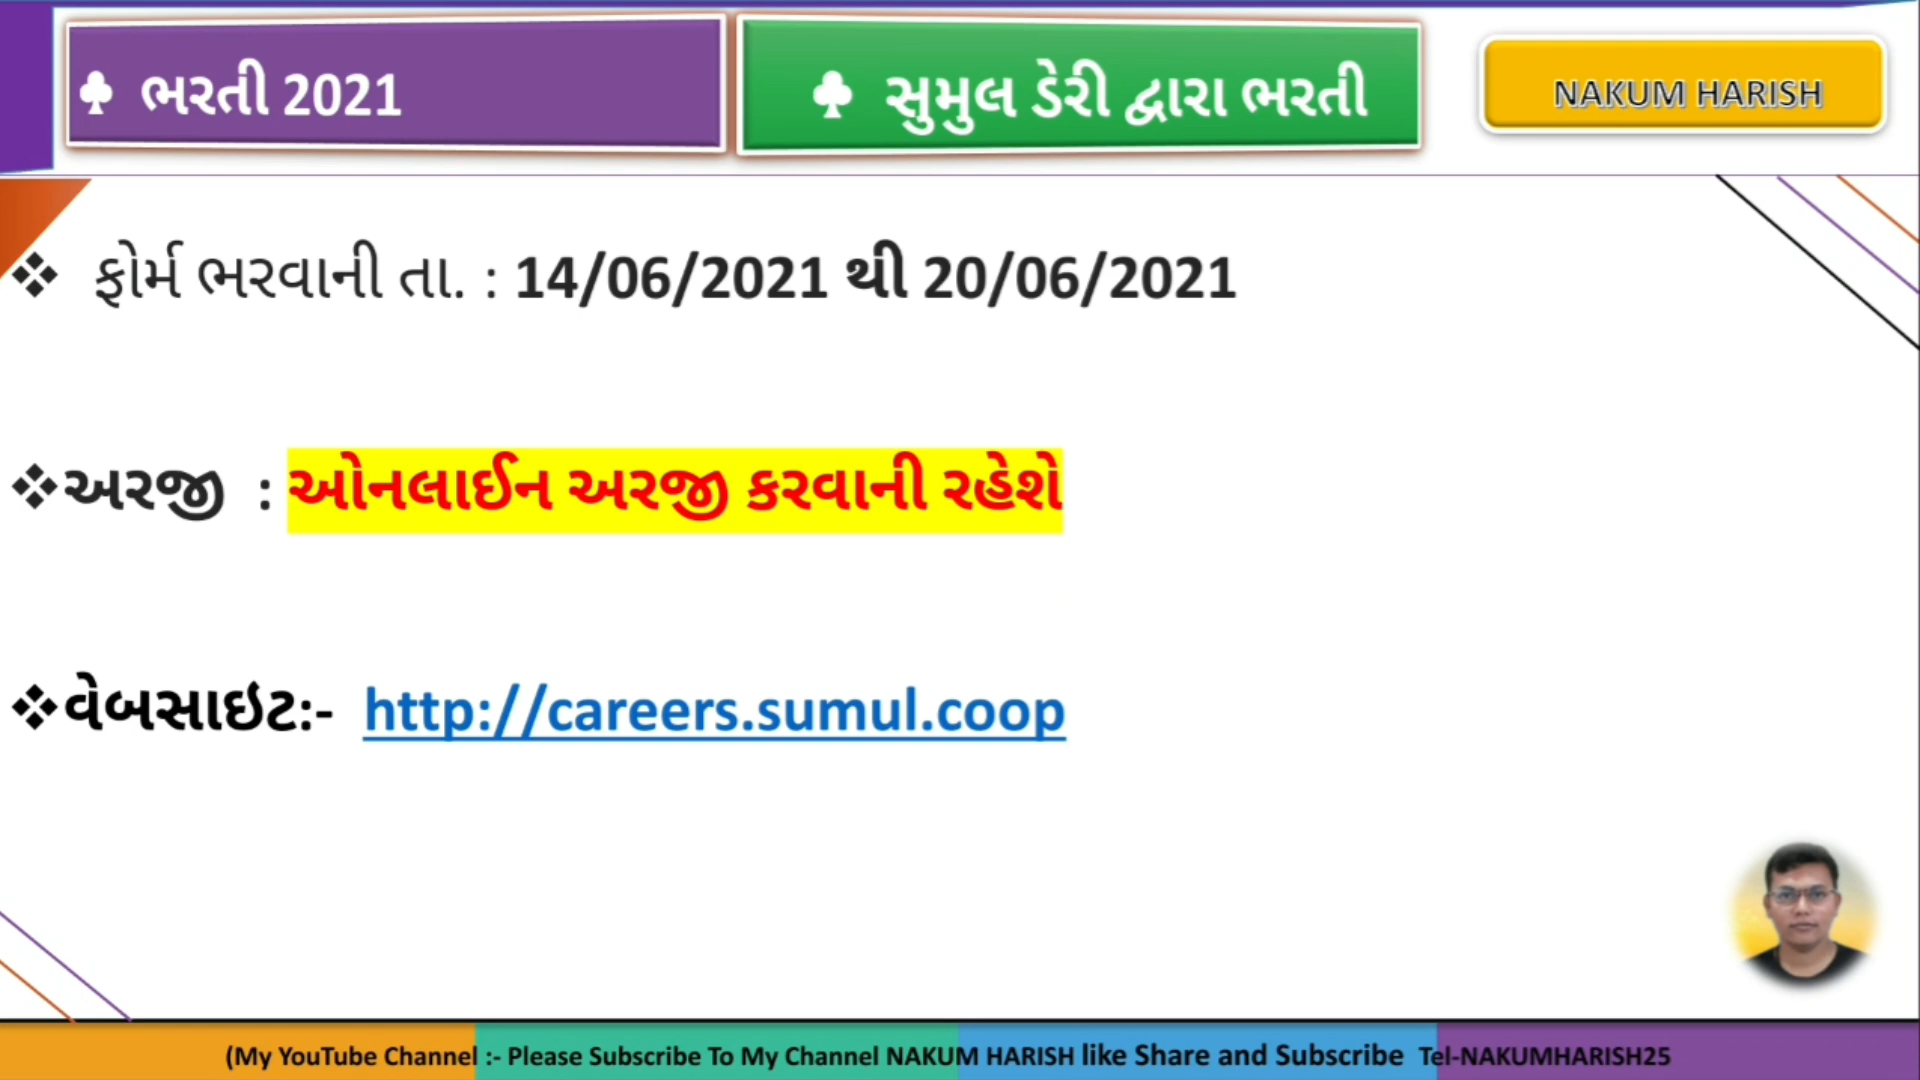 ♣ ભરતી 2021
♣ સુમુલ ડેરી દ્વારા ભરતી
NAKUM HARISH
❖ ફોર્મ ભરવાની તા. : 14/06/2021 થી 20/06/2021
❖અરજી : ઓનલાઈન અરજી કરવાની રહેશે
❖વેબસાઇટ:- http://careers.sumul.coop
(My YouTube Channel :- Please Subscribe To My Channel NAKUM HARISH like Share and Subscribe Tel-NAKUMHARISH25